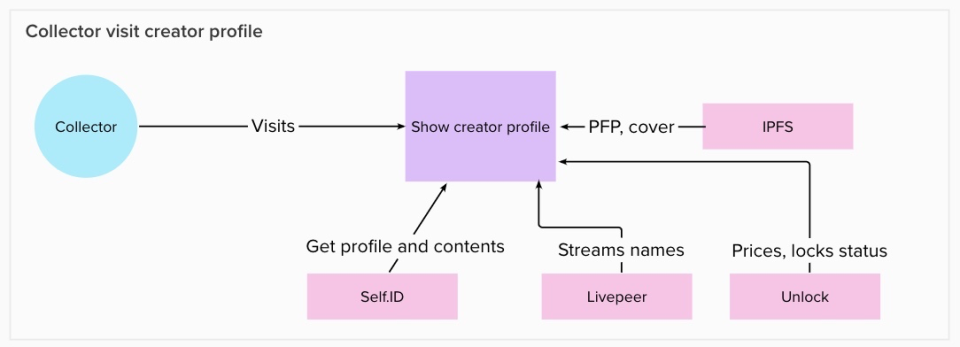 Collector visit creator profile
Collector
Visits
Show creator profile
PFP, cover
IPFS
Get profile and contents
Streams names
Prices, locks status
Self.ID
Livepeer
Unlock